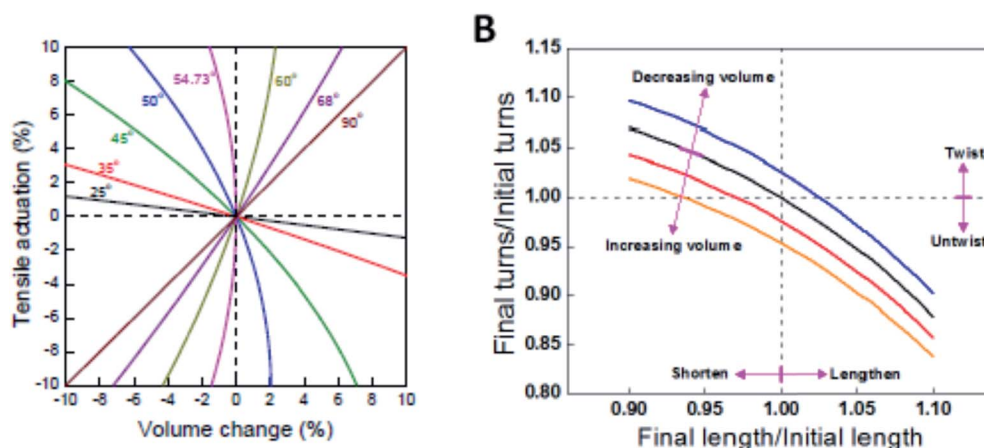 Tensile actuation (%)
10
8
6
4
2
0
-2
-4
-6
-8
-10
50°
54.73°
60°
68°
90°
45°
35°
25°
-10 -8 -6 -4 -2 0 2 4 6 8 10
Volume change (%)
B
Final turns/Initial turns
1.15
1.10
1.05
1.00
0.95
0.90
0.85
0.80
Decreasing volume
Increasing volume
Twist
Untwist
Shorten Lengthen
0.90 0.95 1.00 1.05 1.10
Final length/Initial length